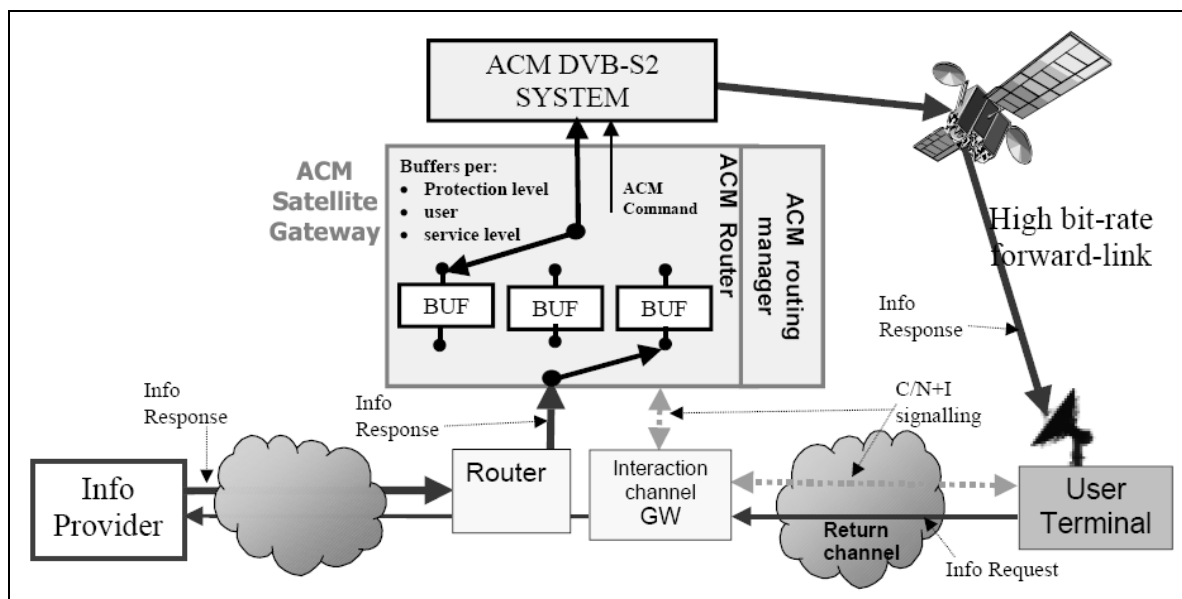 ACM DVB-S2
SYSTEM
ACM
Satellite
Gateway
Buffers per:
• Protection level
• user
• service level
ACM
Command
ACM Router
ACM routing
manager
BUF
BUF
BUF
High bit-rate
forward-link
Info
Response
Info
Response
Info
Response
C/N+I
signalling
Info
Provider
Router
Interaction
channel
GW
Return
channel
User
Terminal
Info Request